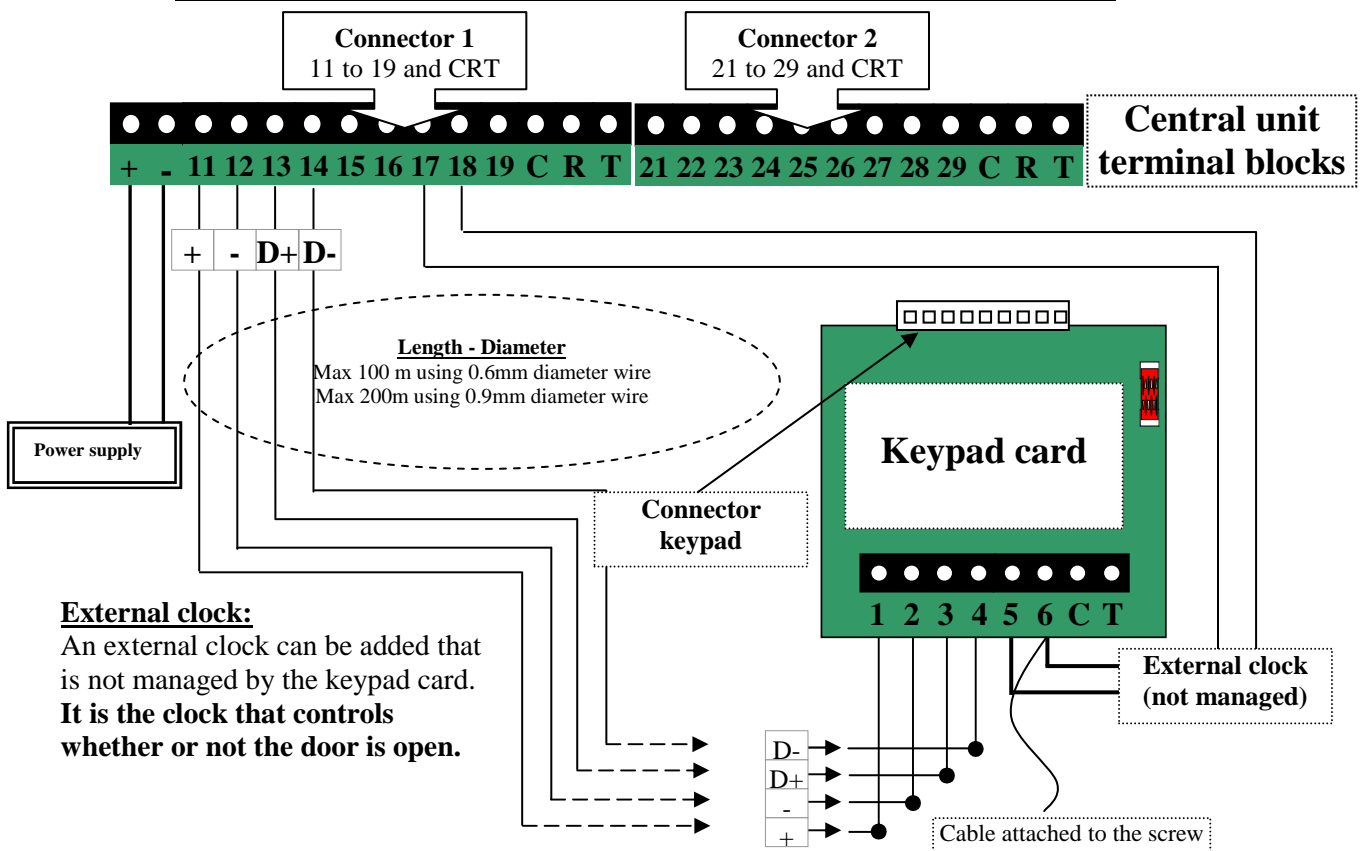 Connector 1
11 to 19 and CRT
Connector 2
21 to 29 and CRT
Central unit
terminal blocks
+ - 11 12 13 14 15 16 17 18 19 C R T
21 22 23 24 25 26 27 28 29 C R T
+ - D+ D-
Length - Diameter
Max 100 m using 0.6mm diameter wire
Max 200m using 0.9mm diameter wire
Power supply
Keypad card
Connector
keypad
1 2 3 4 5 6 C T
External clock:
An external clock can be added that
is not managed by the keypad card.
It is the clock that controls
whether or not the door is open.
External clock
(not managed)
D-
D+
-
+
Cable attached to the screw